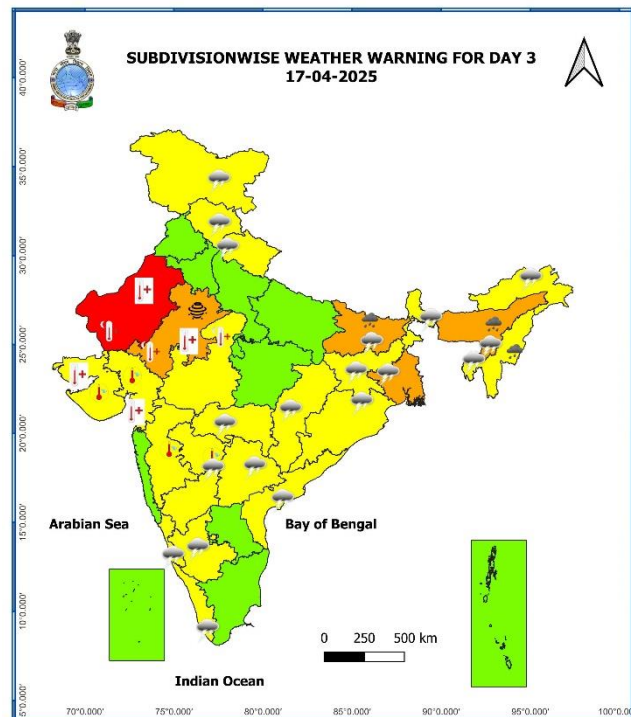 SUBDIVISIONWISE WEATHER WARNING FOR DAY 3
17-04-2025
40°0.000'
35°0.000'
30°0.000'
25°0.000'
20°0.000'
15°0.000'
10°0.000'
5°0.000'
Arabian Sea
Bay of Bengal
0 250 500 km
Indian Ocean
70°0.000' 75°0.000' 80°0.000' 85°0.000' 90°0.000' 95°0.000' 100°0.000'